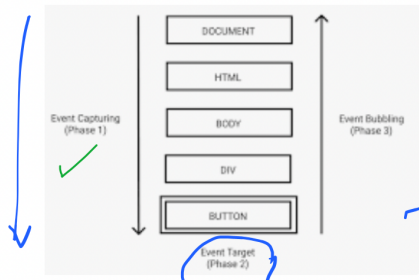 DOCUMENT
HTML
Event Capturing
(Phase 1)
BODY
Event Bubbling
(Phase 3)
DIV
BUTTON
Event Target
(Phase 2)